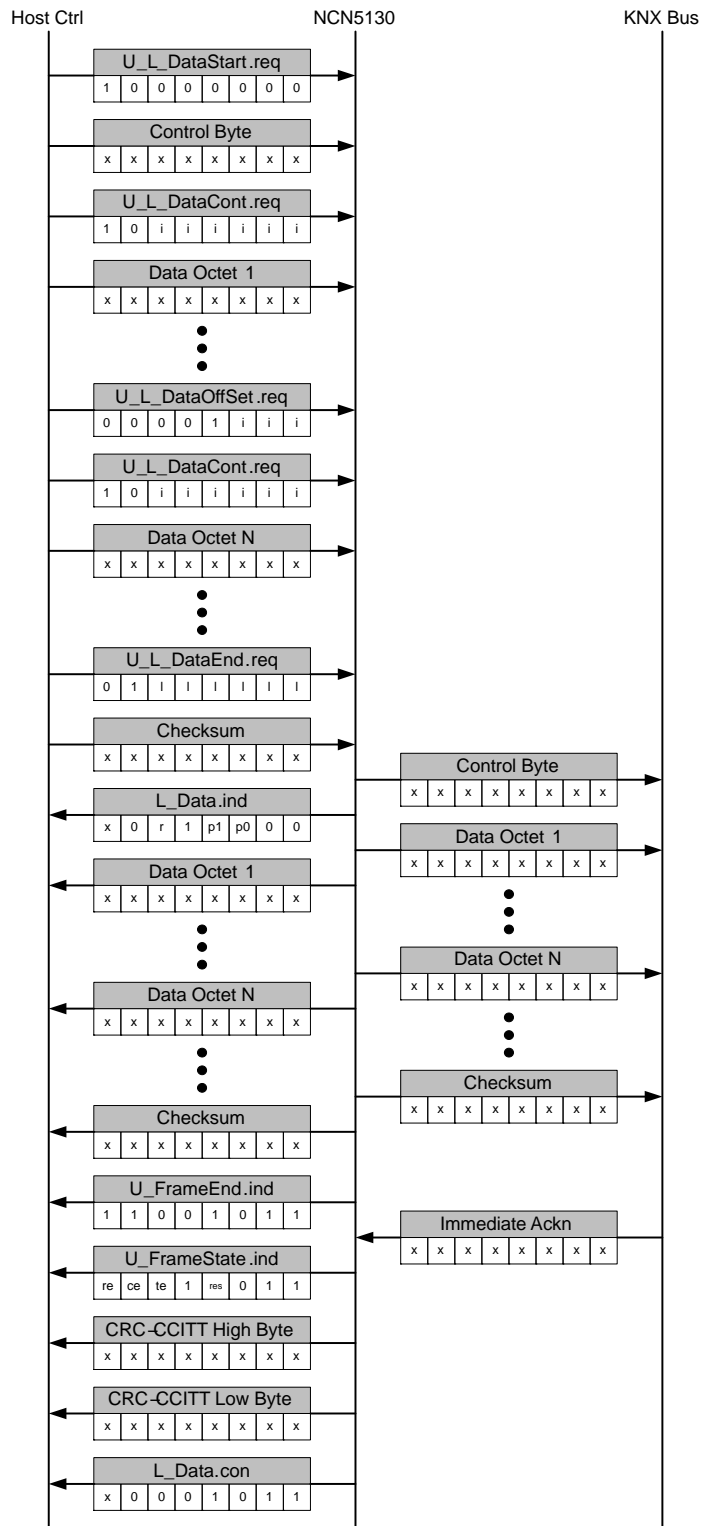 Host Ctrl NCN5130 KNX Bus
U_L_DataStart.req
1 0 0 0 0 0 0 0
Control Byte
x x x x x x x x
U_L_DataCont.req
1 0 i i i i i i
Data Octet 1
x x x x x x x x
U_L_DataOffSet.req
0 0 0 0 1 i i i
U_L_DataCont.req
1 0 i i i i i i
Data Octet N
x x x x x x x x
U_L_DataEnd.req
0 1 l l l l l l
Checksum
x x x x x x x x
Control Byte
x x x x x x x x
L_Data.ind
x 0 r 1 p1 p0 0 0
Data Octet 1
x x x x x x x x
Data Octet 1
x x x x x x x x
Data Octet N
x x x x x x x x
Data Octet N
x x x x x x x x
Checksum
x x x x x x x x
Checksum
x x x x x x x x
U_FrameEnd.ind
1 1 0 0 1 0 1 1
Immediate Ackn
x x x x x x x x
U_FrameState.ind
re ce te 1 res 0 1 1
CRC-CCITT High Byte
x x x x x x x x
CRC-CCITT Low Byte
x x x x x x x x
L_Data.con
x 0 0 0 1 0 1 1